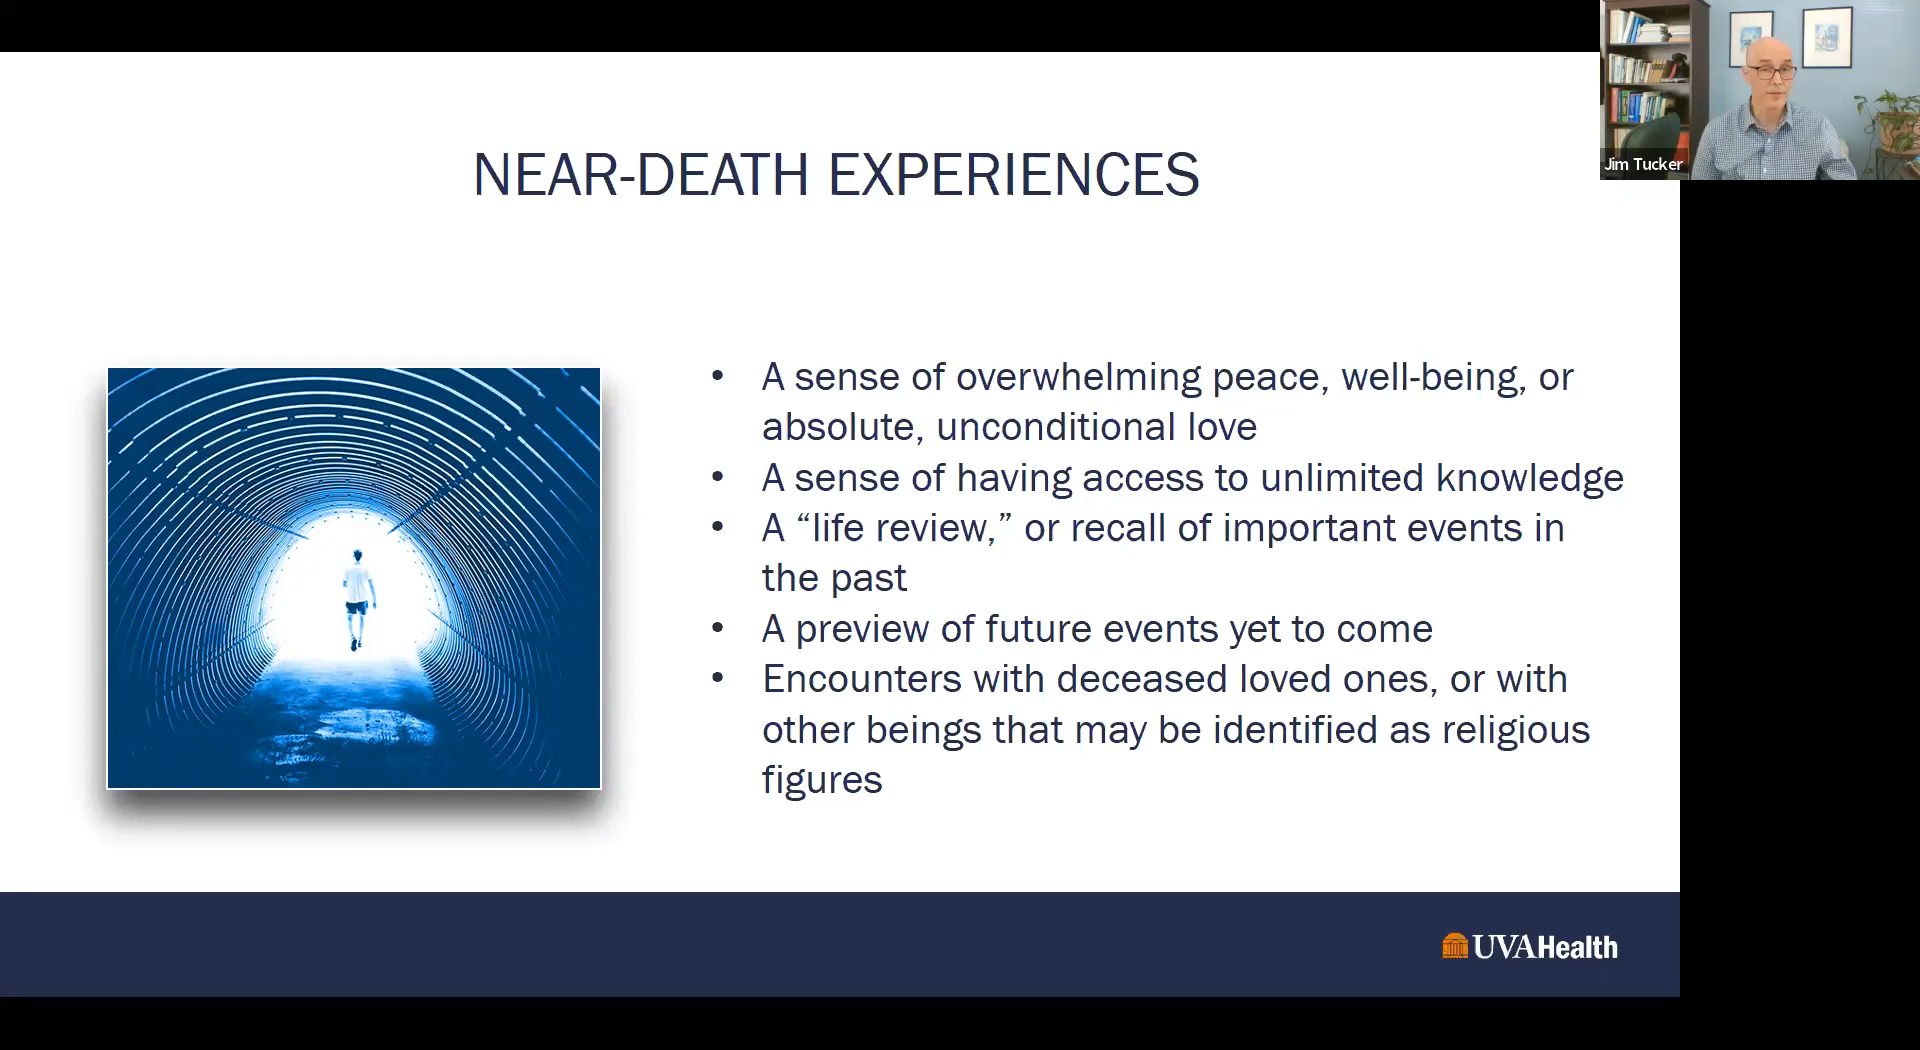 Jim Tucker
NEAR-DEATH EXPERIENCES
• A sense of overwhelming peace, well-being, or
absolute, unconditional love
• A sense of having access to unlimited knowledge
• A “life review,” or recall of important events in
the past
• A preview of future events yet to come
• Encounters with deceased loved ones, or with
other beings that may be identified as religious
figures
UVAHealth